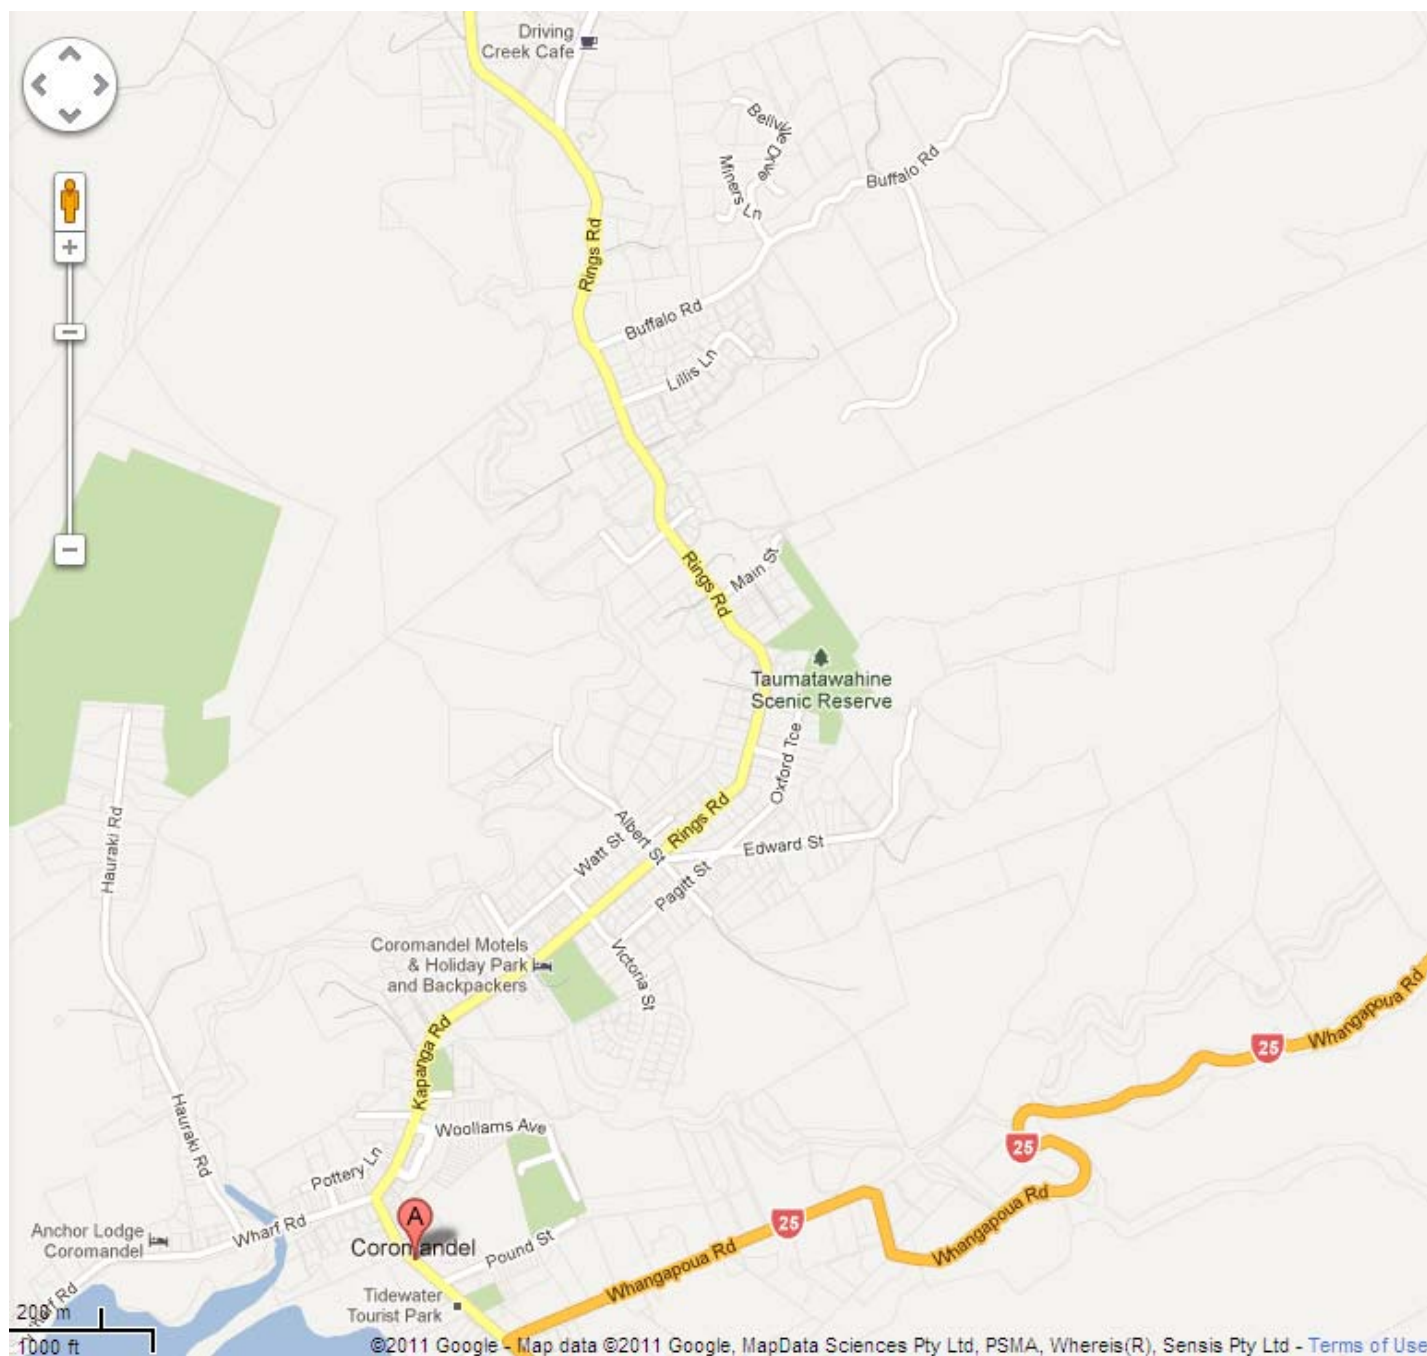 Driving
Creek Cafe
Bellvile Drive
Miners Ln
Buffalo Rd
Rings Rd
Buffalo Rd
Lillis Ln
Rings Rd
Main St
Taumatawahine
Scenic Reserve
Oxford Tce
Hauraki Rd
Rings Rd
Albert St
Watt St
Edward St
Pagitt St
Coromandel Motels
& Holiday Park
and Backpackers
Victoria St
Kapanga Rd
Whangapoua Rd
25
Hauraki Rd
Woollams Ave
25
Pottery Ln
Whangapoua Rd
A
25
Anchor Lodge
Coromandel
Wharf Rd
Coromandel
Pound St
Whangapoua Rd
Tidewater
Tourist Park
200 m
1000 ft
©2011 Google - Map data ©2011 Google, MapData Sciences Pty Ltd, PSMA, Whereis(R), Sensis Pty Ltd - Terms of Use